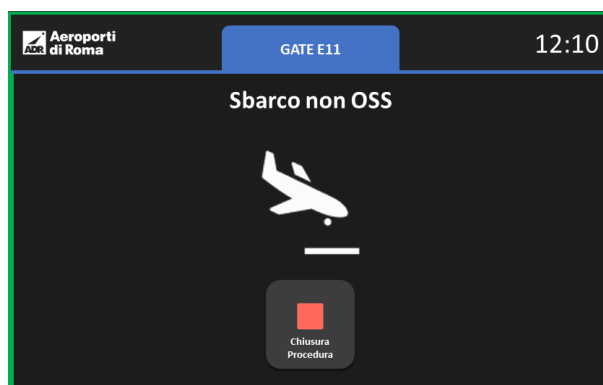 Aeroporti
di Roma
ADR
GATE E11
12:10
Sbarco non OSS
Chiusura
Procedura